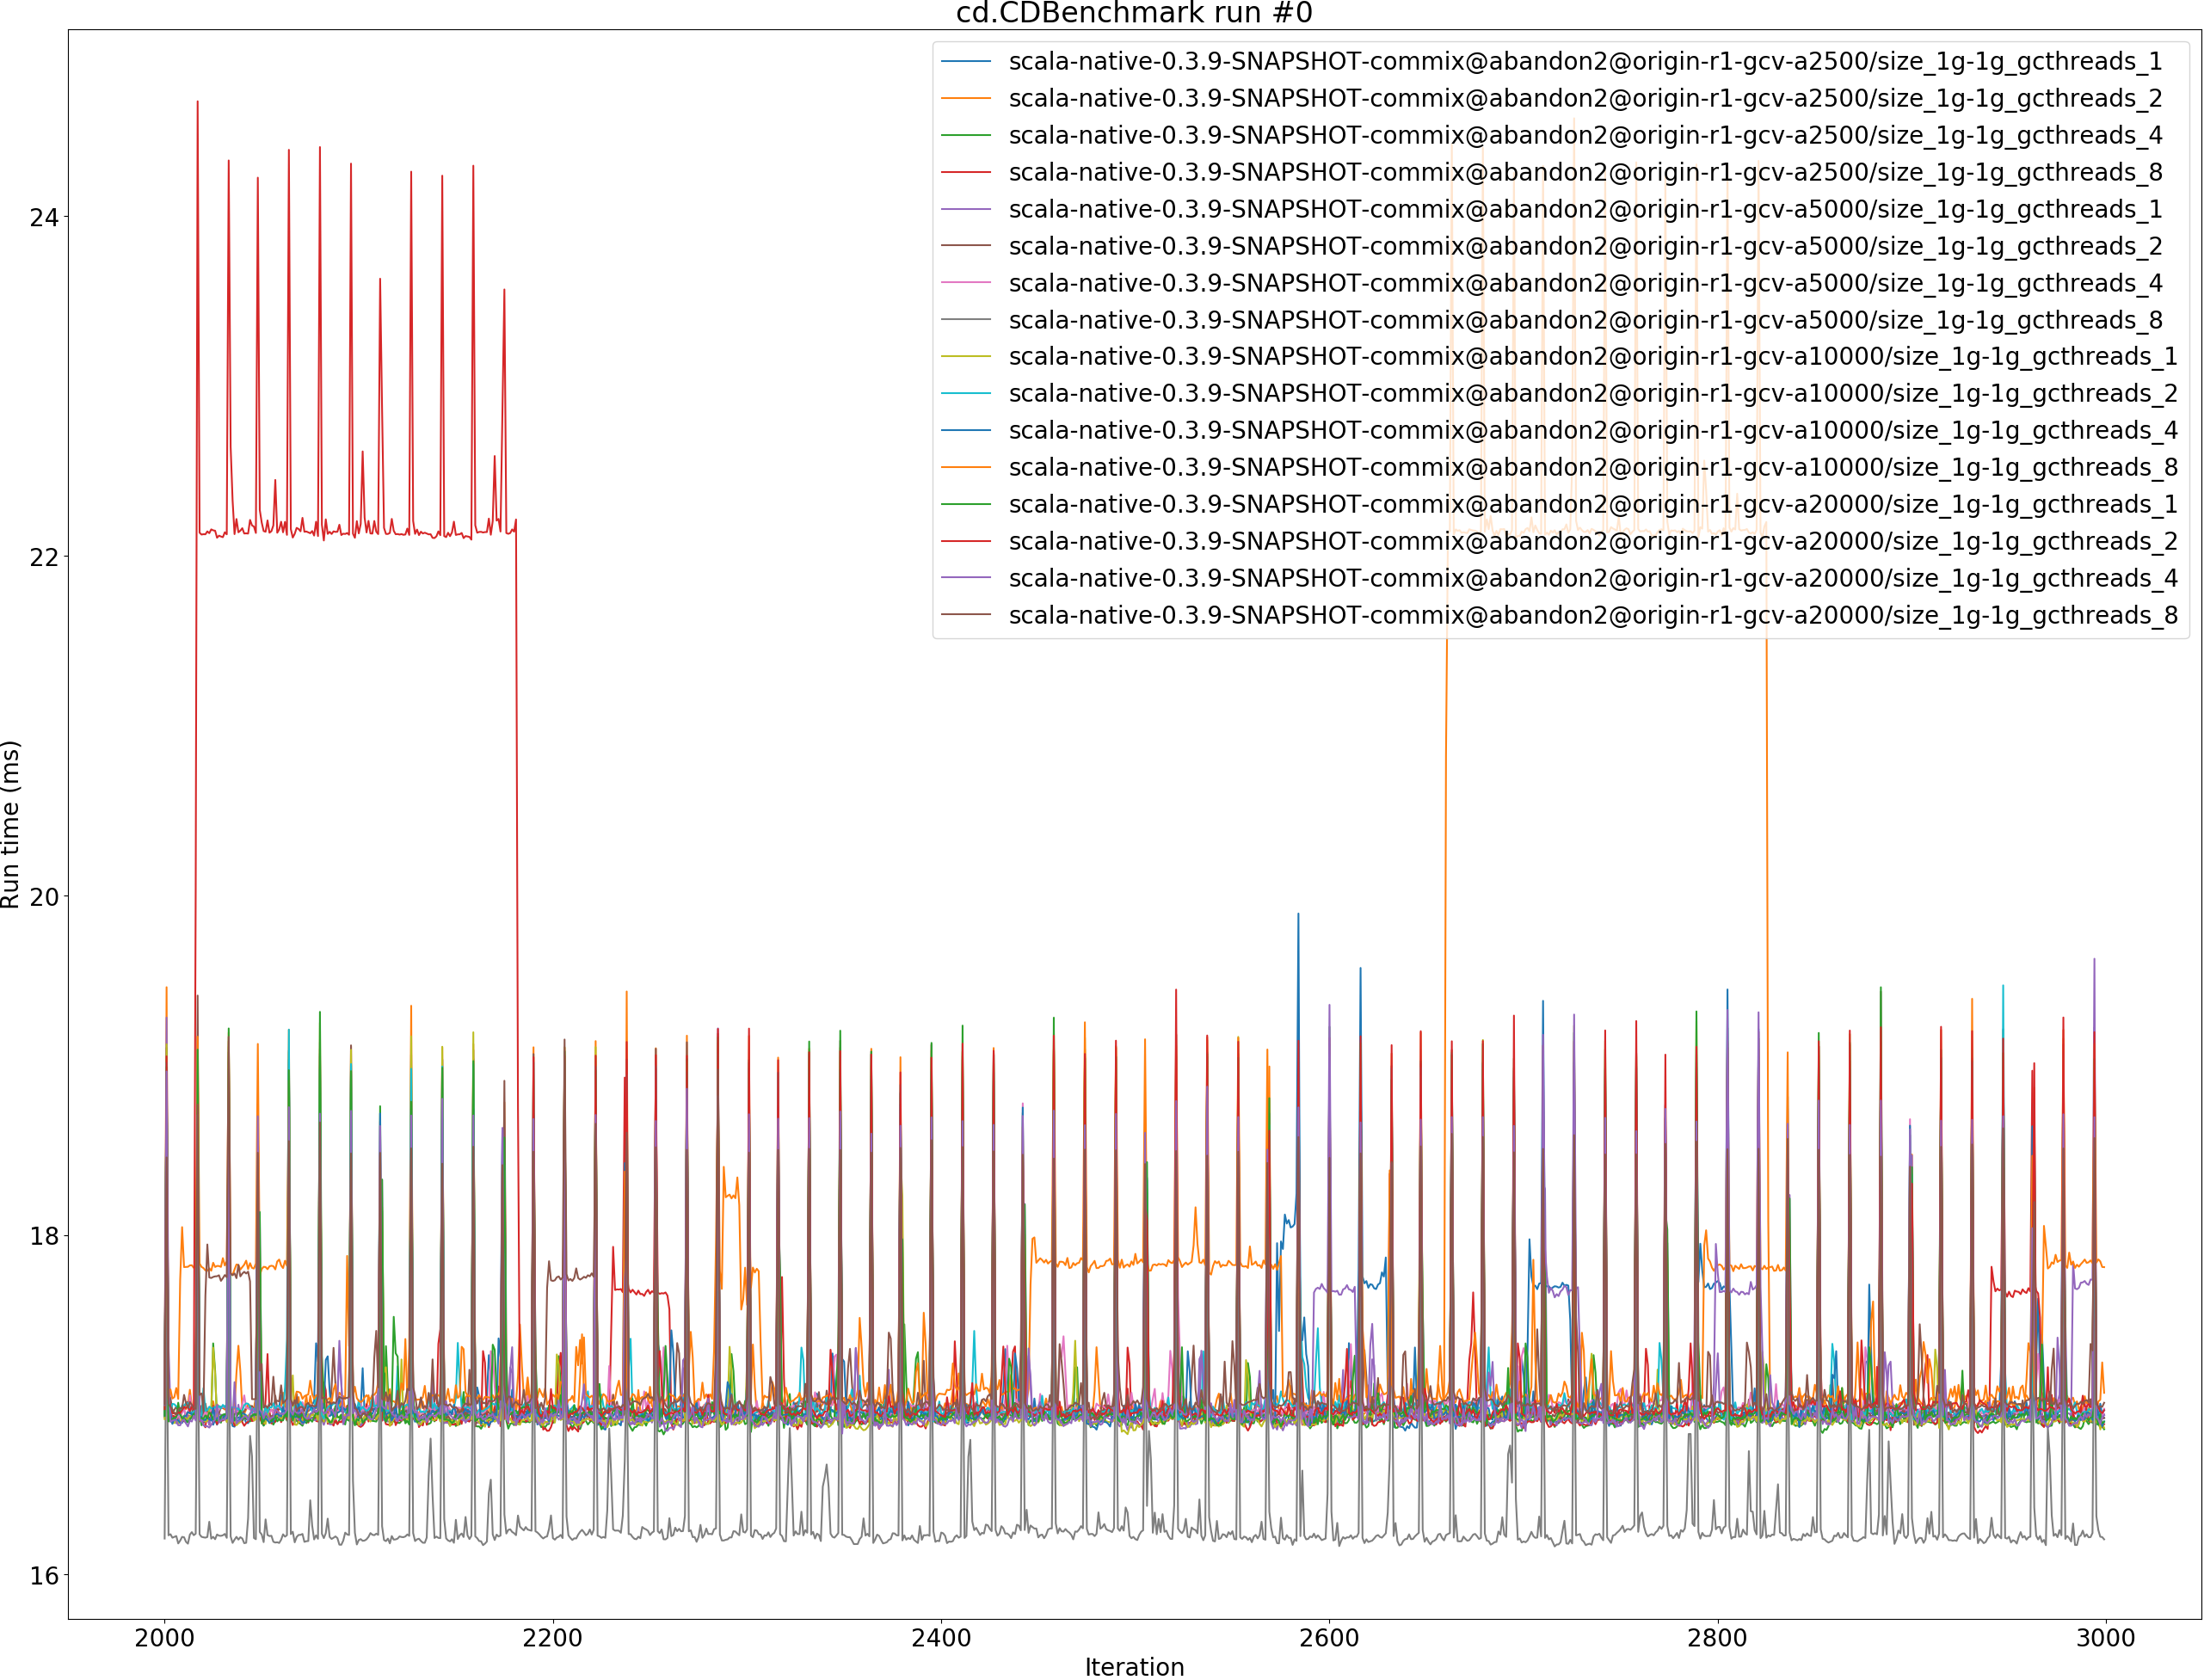 cd.CDBenchmark run #0
scala-native-0.3.9-SNAPSHOT-commix@abandon2@origin-r1-gcv-a2500/size_1g-1g_gcthreads_1
scala-native-0.3.9-SNAPSHOT-commix@abandon2@origin-r1-gcv-a2500/size_1g-1g_gcthreads_2
scala-native-0.3.9-SNAPSHOT-commix@abandon2@origin-r1-gcv-a2500/size_1g-1g_gcthreads_4
scala-native-0.3.9-SNAPSHOT-commix@abandon2@origin-r1-gcv-a2500/size_1g-1g_gcthreads_8
scala-native-0.3.9-SNAPSHOT-commix@abandon2@origin-r1-gcv-a5000/size_1g-1g_gcthreads_1
scala-native-0.3.9-SNAPSHOT-commix@abandon2@origin-r1-gcv-a5000/size_1g-1g_gcthreads_2
scala-native-0.3.9-SNAPSHOT-commix@abandon2@origin-r1-gcv-a5000/size_1g-1g_gcthreads_4
scala-native-0.3.9-SNAPSHOT-commix@abandon2@origin-r1-gcv-a5000/size_1g-1g_gcthreads_8
scala-native-0.3.9-SNAPSHOT-commix@abandon2@origin-r1-gcv-a10000/size_1g-1g_gcthreads_1
scala-native-0.3.9-SNAPSHOT-commix@abandon2@origin-r1-gcv-a10000/size_1g-1g_gcthreads_2
scala-native-0.3.9-SNAPSHOT-commix@abandon2@origin-r1-gcv-a10000/size_1g-1g_gcthreads_4
scala-native-0.3.9-SNAPSHOT-commix@abandon2@origin-r1-gcv-a10000/size_1g-1g_gcthreads_8
scala-native-0.3.9-SNAPSHOT-commix@abandon2@origin-r1-gcv-a20000/size_1g-1g_gcthreads_1
scala-native-0.3.9-SNAPSHOT-commix@abandon2@origin-r1-gcv-a20000/size_1g-1g_gcthreads_2
scala-native-0.3.9-SNAPSHOT-commix@abandon2@origin-r1-gcv-a20000/size_1g-1g_gcthreads_4
scala-native-0.3.9-SNAPSHOT-commix@abandon2@origin-r1-gcv-a20000/size_1g-1g_gcthreads_8
Run time (ms)
24
22
20
18
16
2000 2200 2400 2600 2800 3000
Iteration